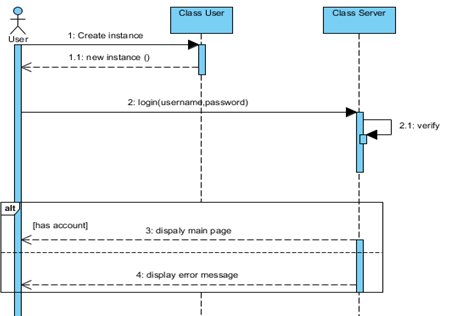 Class User
Class Server
User
1: Create instance
1.1: new instance ()
2: login(username,password)
2.1: verify
alt
[has account]
3: dispaly main page
4: display error message